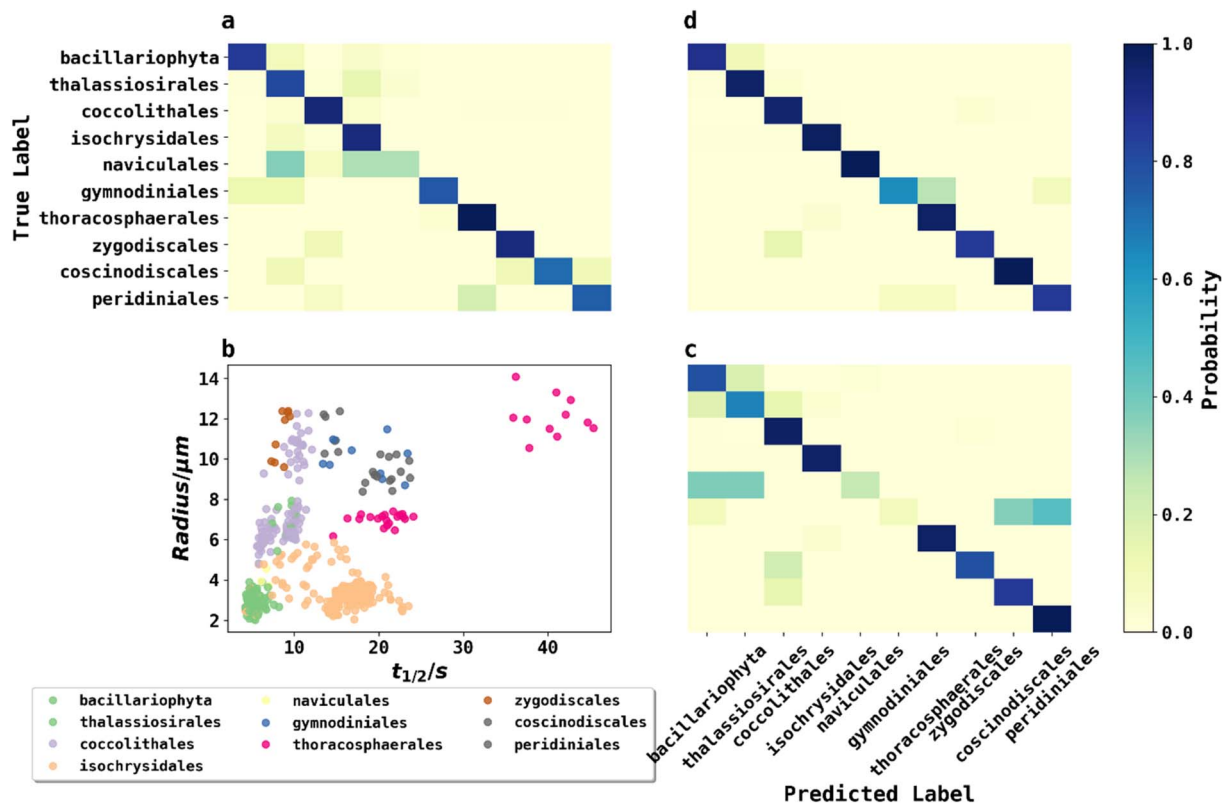 a
True Label
bacillariophyta
thalassiosirales
coccolithales
isochrysidales
naviculales
gymnodiniales
thoracosphaerales
zygodiscales
coscinodiscales
peridiniales
d
1.0
0.8
0.6
0.4
0.2
0.0
Probability
b
Radius/μm
14
12
10
8
6
4
2
10
20
30
40
t1/2/s
c
bacillariophyta
thalassiosirales
coccolithales
isochrysidales
naviculales
gymnodiniales
thoracosphaerales
zygodiscales
coscinodiscales
peridiniales
Predicted Label
bacillariophyta
thalassiosirales
coccolithales
isochrysidales
naviculales
gymnodiniales
thoracosphaerales
zygodiscales
coscinodiscales
peridiniales